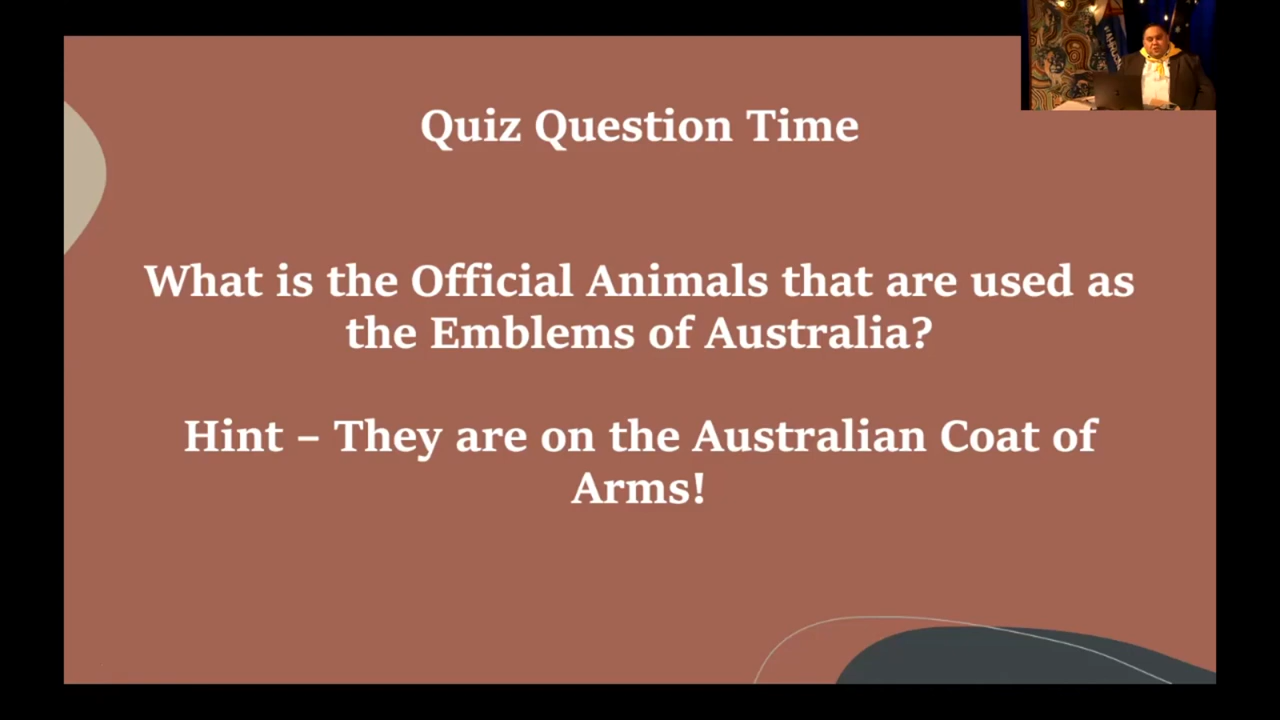 Quiz Question Time
What is the Official Animals that are used as
the Emblems of Australia?
Hint – They are on the Australian Coat of
Arms!